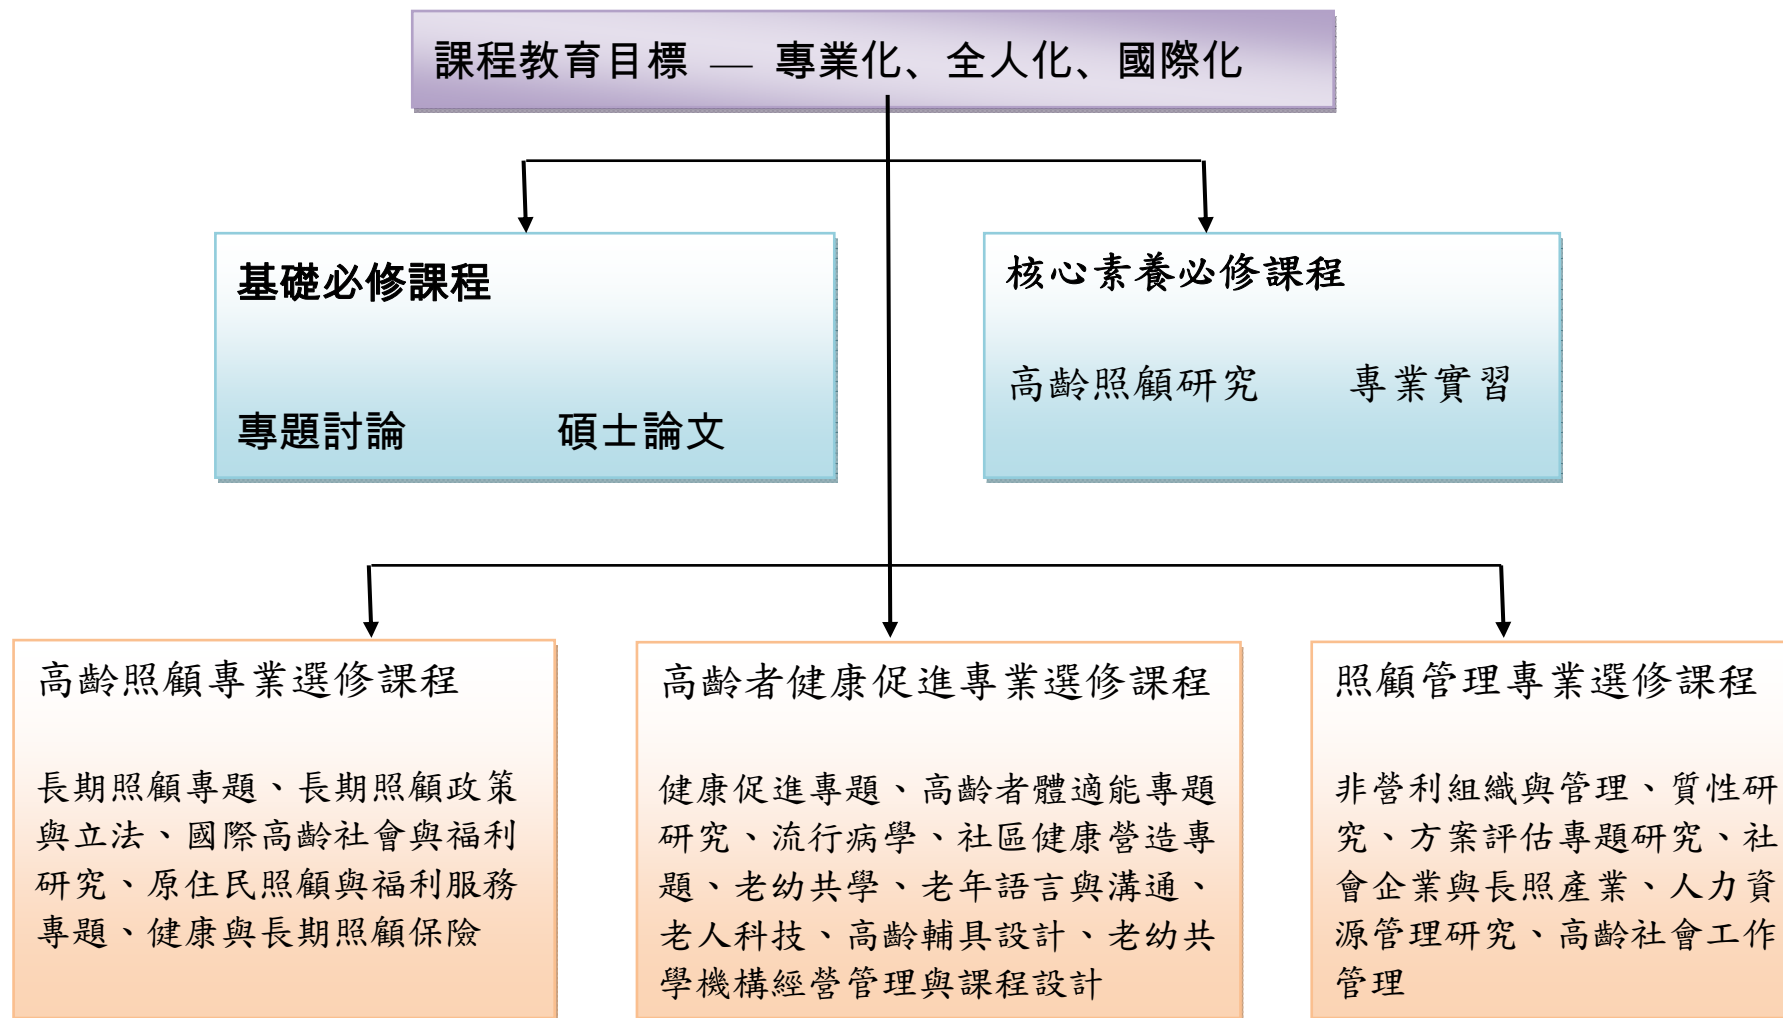 課程教育目標 — 專業化、全人化、國際化
基礎必修課程
專題討論 碩士論文
核心素養必修課程
高齡照顧研究 專業實習
高齡照顧專業選修課程
長期照顧專題、長期照顧政策
與立法、國際高齡社會與福利
研究、原住民照顧與福利服務
專題、健康與長期照顧保險
高齡者健康促進專業選修課程
健康促進專題、高齡者體適能專題
研究、流行病學、社區健康營造專
題、老幼共學、老年語言與溝通、
老人科技、高齡輔具設計、老幼共
學機構經營管理與課程設計
照顧管理專業選修課程
非營利組織與管理、質性研
究、方案評估專題研究、社
會企業與長照產業、人力資
源管理研究、高齡社會工作
管理